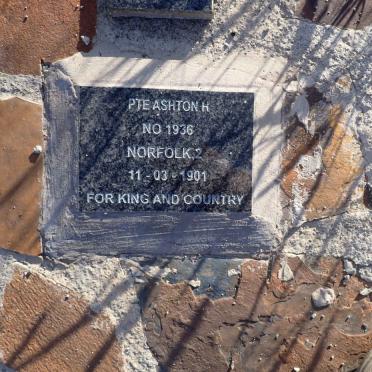 PTE ASHTON H
NO 1936
NORFOLK.2
11 - 03 - 1901
FOR KING AND COUNTRY